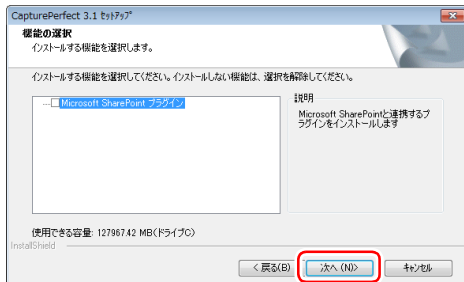 CapturePerfect 3.1 セットアップ
機能の選択
インストールする機能を選択します。
インストールする機能を選択してください。インストールしない機能は、選択を解除してください。
Microsoft SharePoint プラグイン
説明
Microsoft SharePointと連携するプ
ラグインをインストールします
使用できる容量: 127967.42 MB(ドライブC)
InstallShield
< 戻る(B)
次へ (N)>
キャンセル